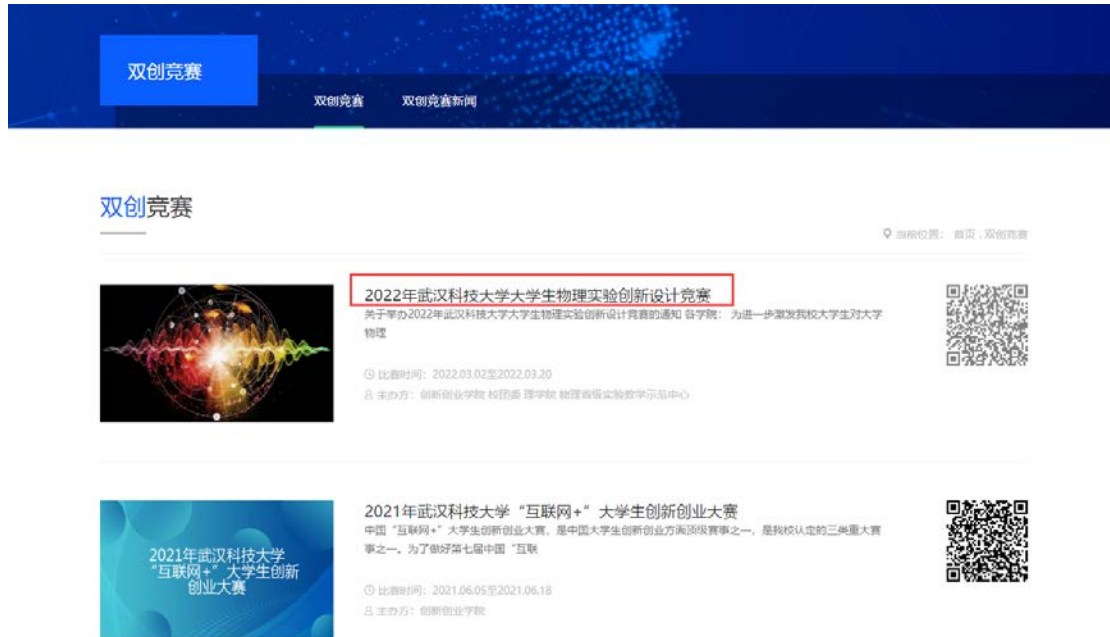 双创竞赛
双创竞赛 双创竞赛新闻
双创竞赛
当前位置： 首页 . 双创竞赛
2022年武汉科技大学大学生物理实验创新设计竞赛
关于举办2022年武汉科技大学大学生物理实验创新设计竞赛的通知 各学院： 为进一步激发我校大学生对大学
物理
比赛时间：2022.03.02至2022.03.20
主办方：创新创业学院 校团委 理学院 物理省级实验教学示范中心
2021年武汉科技大学
“互联网+”大学生创新
创业大赛
2021年武汉科技大学“互联网+”大学生创新创业大赛
中国“互联网+”大学生创新创业大赛，是中国大学生创新创业方面顶级赛事之一，是我校认定的三类重大赛
事之一。为了做好第七届中国“互联
比赛时间：2021.06.05至2021.06.18
主办方：创新创业学院